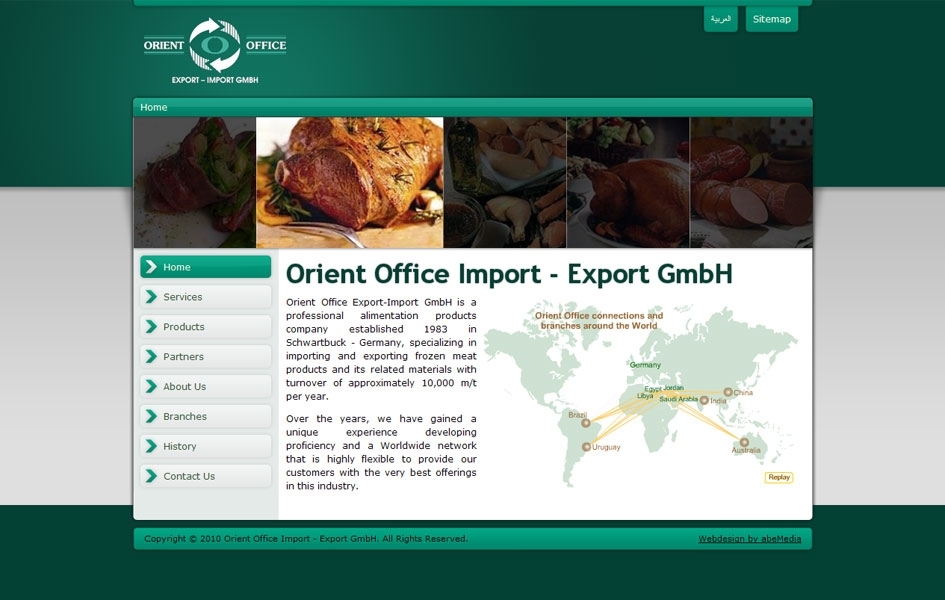 العربية
Sitemap
ORIENT OFFICE
EXPORT – IMPORT GMBH
Home
Home
Services
Products
Partners
About Us
Branches
History
Contact Us
Orient Office Import - Export GmbH
Orient Office Export-Import GmbH is a
professional alimentation products
company established 1983 in
Schwartbuck - Germany, specializing in
importing and exporting frozen meat
products and its related materials with
turnover of approximately 10,000 m/t
per year.
Over the years, we have gained a
unique experience developing
proficiency and a Worldwide network
that is highly flexible to provide our
customers with the very best offerings
in this industry.
Orient Office connections and
branches around the World
Germany
Egypt Jordan
Libya Saudi Arabia
India
China
Brazil
Uruguay
Australia
Replay
Copyright © 2010 Orient Office Import - Export GmbH. All Rights Reserved.
Webdesign by abeMedia